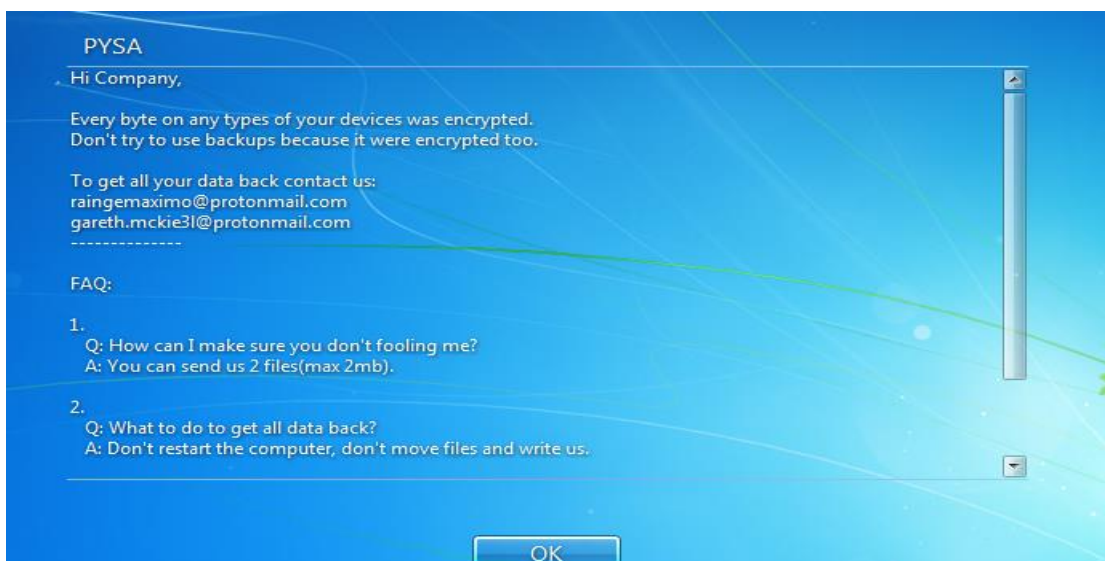 PYSA
Hi Company,
Every byte on any types of your devices was encrypted.
Don't try to use backups because it were encrypted too.
To get all your data back contact us:
raingemaximo@protonmail.com
gareth.mckie3l@protonmail.com
--------------
FAQ:
1.
Q: How can I make sure you don't fooling me?
A: You can send us 2 files(max 2mb).
2.
Q: What to do to get all data back?
A: Don't restart the computer, don't move files and write us.
OK